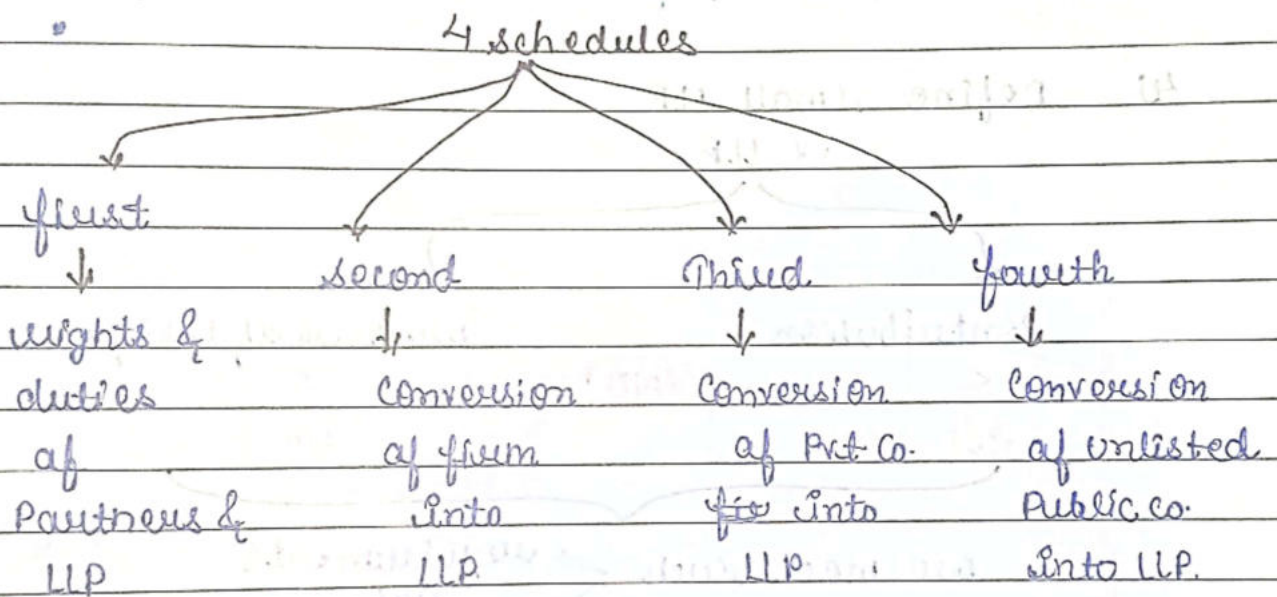 4 schedules
first
second
Third
fourth
rights &
duties
of
Partners &
LLP
Conversion
of firm
into
LLP.
Conversion
of Pvt Co.
into
LLP.
Conversion
of unlisted
Public co.
into LLP.